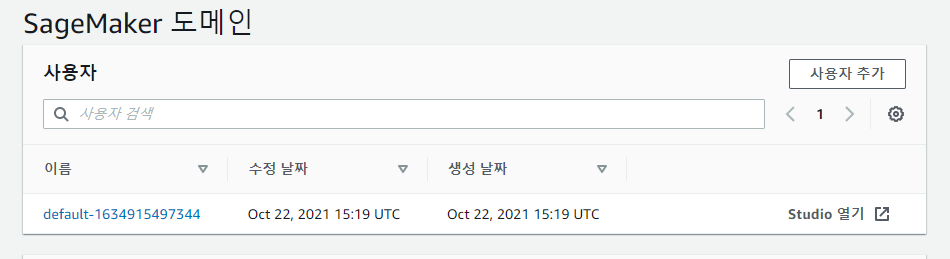 SageMaker 도메인
사용자
사용자 추가
사용자 검색
1
이름 수정 날짜 생성 날짜
default-1634915497344 Oct 22, 2021 15:19 UTC Oct 22, 2021 15:19 UTC Studio 열기